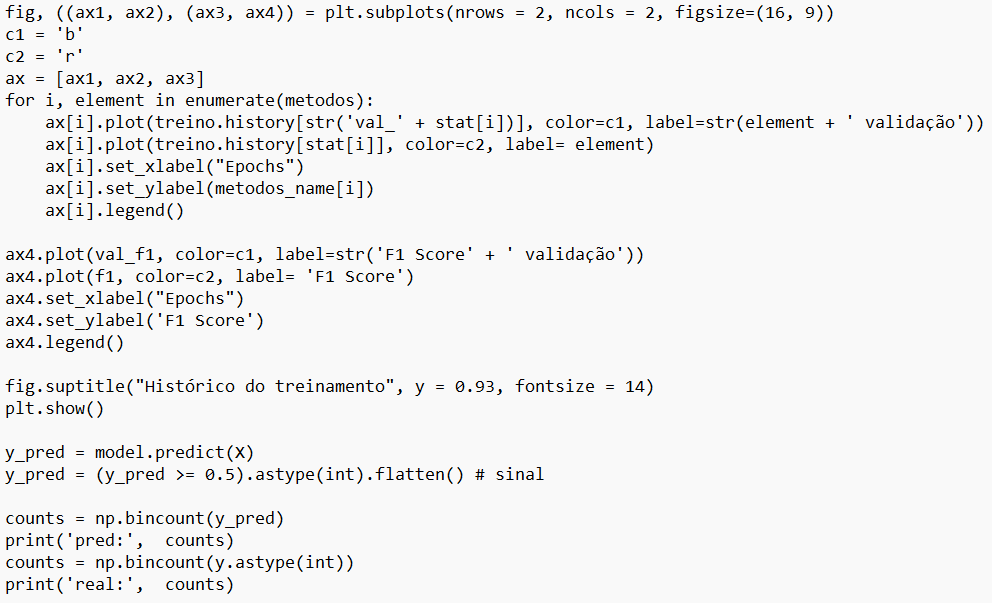 fig, ((ax1, ax2), (ax3, ax4)) = plt.subplots(nrows = 2, ncols = 2, figsize=(16, 9))
c1 = 'b'
c2 = 'r'
ax = [ax1, ax2, ax3]
for i, element in enumerate(metodos):
    ax[i].plot(treino.history[str('val_' + stat[i])], color=c1, label=str(element + ' validação'))
    ax[i].plot(treino.history[stat[i]], color=c2, label= element)
    ax[i].set_xlabel("Epochs")
    ax[i].set_ylabel(metodos_name[i])
    ax[i].legend()

ax4.plot(val_f1, color=c1, label=str('F1 Score' + ' validação'))
ax4.plot(f1, color=c2, label= 'F1 Score')
ax4.set_xlabel("Epochs")
ax4.set_ylabel('F1 Score')
ax4.legend()

fig.suptitle("Histórico do treinamento", y = 0.93, fontsize = 14)
plt.show()

y_pred = model.predict(X)
y_pred = (y_pred >= 0.5).astype(int).flatten() # sinal

counts = np.bincount(y_pred)
print('pred:',  counts)
counts = np.bincount(y.astype(int))
print('real:',  counts)